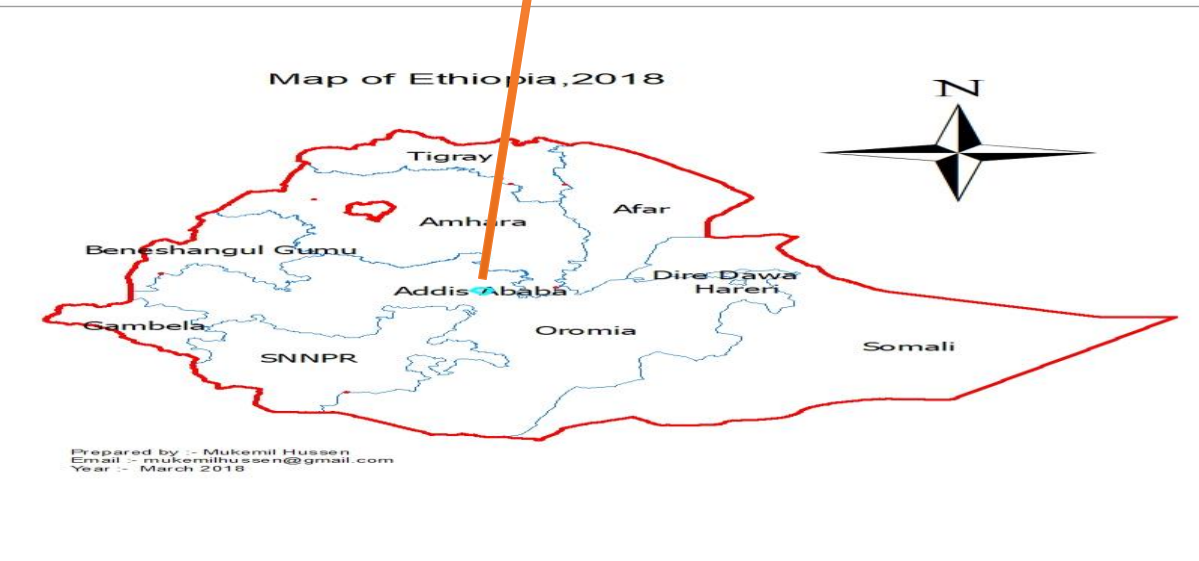 Map of Ethiopia,2018
N
Tigray
Afar
Amhara
Beneshangul Gumu
Dire Dawa
Hareri
Addis Ababa
Gambela
Oromia
Somali
SNNPR
Prepared by :- Mukemil Hussen
Email :- mukemilhussen@gmail.com
Year :- March 2018